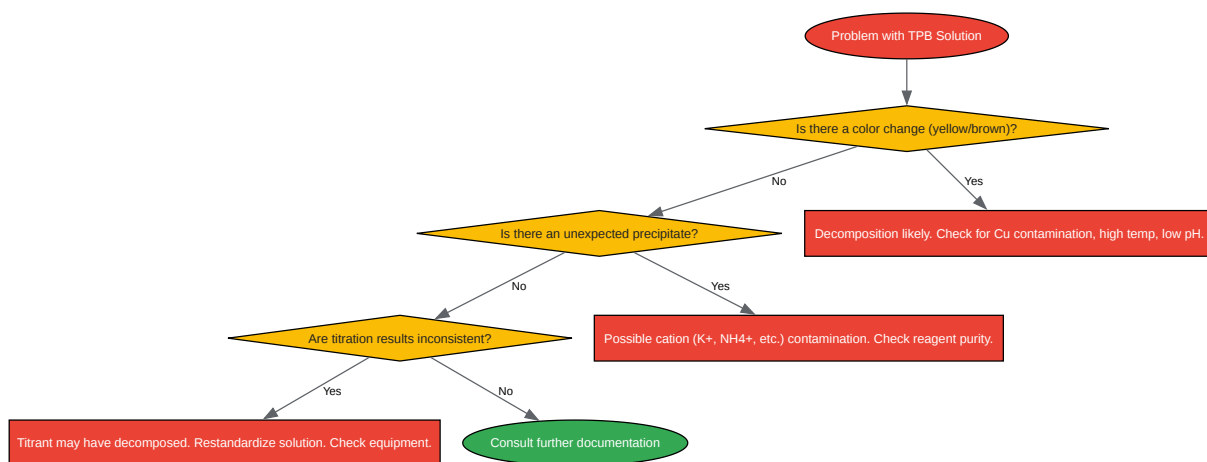 Problem with TPB Solution
Is there a color change (yellow/brown)?
No
Yes
Is there an unexpected precipitate?
Decomposition likely. Check for Cu contamination, high temp, low pH.
No
Yes
Are titration results inconsistent?
Possible cation (K+, NH4+, etc.) contamination. Check reagent purity.
Yes
No
Titrant may have decomposed. Restandardize solution. Check equipment.
Consult further documentation